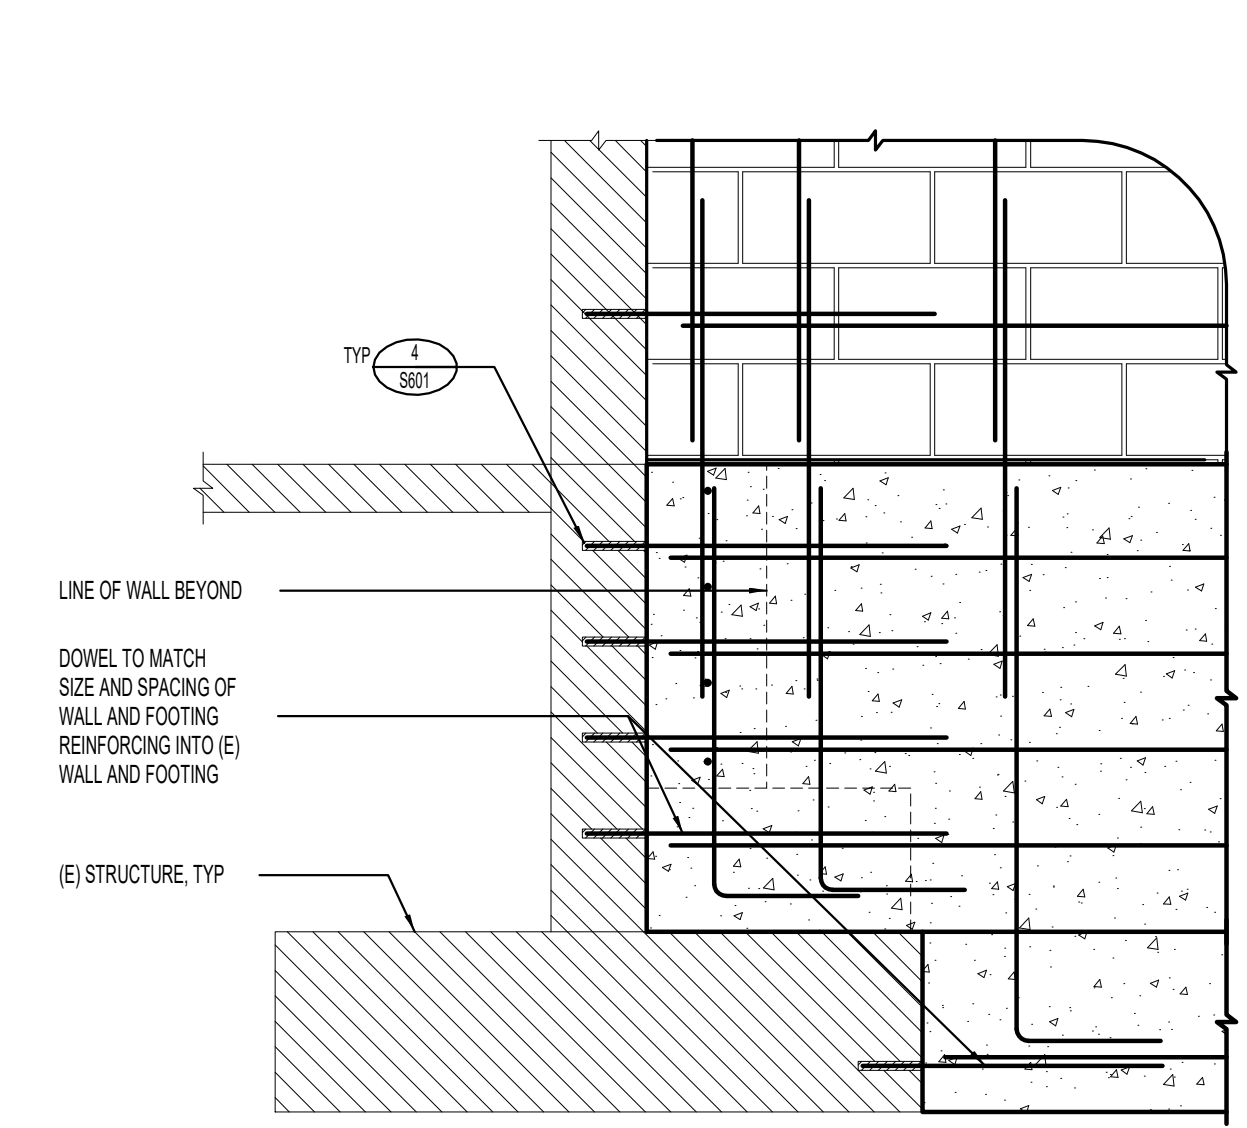 TYP
4
S601
LINE OF WALL BEYOND
DOWEL TO MATCH
SIZE AND SPACING OF
WALL AND FOOTING
REINFORCING INTO (E)
WALL AND FOOTING
(E) STRUCTURE, TYP